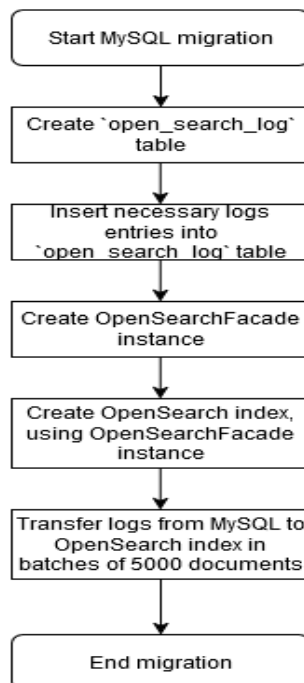 Start MySQL migration
Create `open_search_log`
table
Insert necessary logs
entries into
`open_search_log` table
Create OpenSearchFacade
instance
Create OpenSearch index,
using OpenSearchFacade
instance
Transfer logs from MySQL to
OpenSearch index in
batches of 5000 documents
End migration